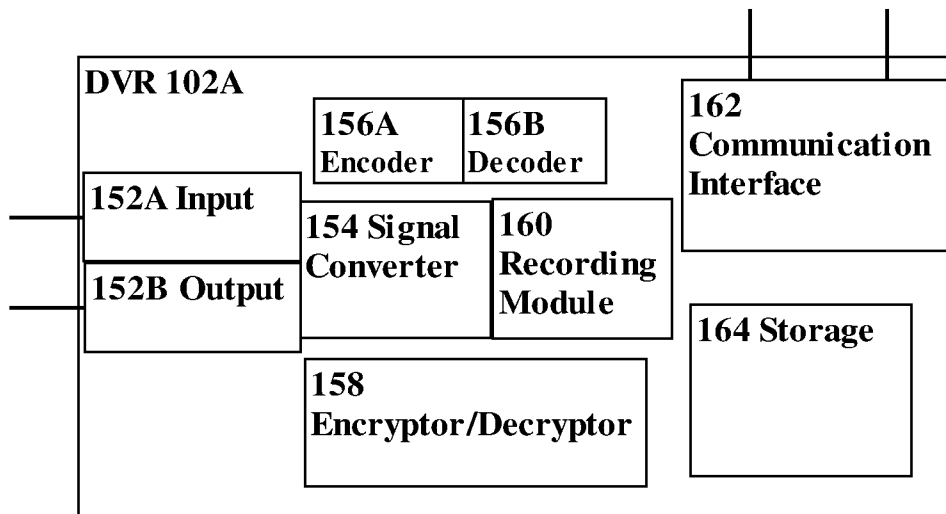 DVR 102A
156A
Encoder
156B
Decoder
162
Communication
Interface
152A Input
152B Output
154 Signal
Converter
160
Recording
Module
164 Storage
158
Encryptor/Decryptor